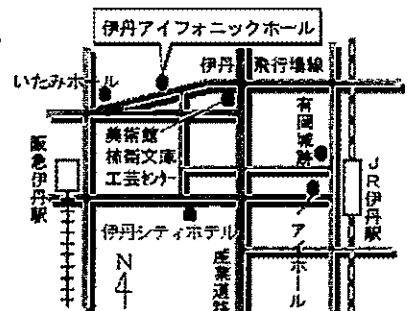 伊丹アイフォニックホール
伊丹 飛行場線
いたみホール
有岡城跡
美術館
柿衛文庫
工芸センター
阪急伊丹駅
JR伊丹駅
伊丹シティホテル
アイホール
産業道路
N
4